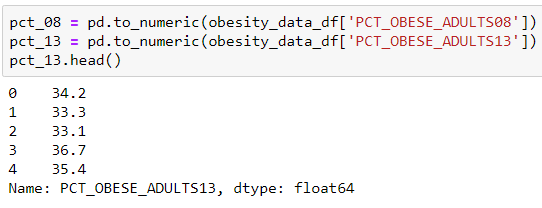 pct_08 = pd.to_numeric(obesity_data_df['PCT_OBESE_ADULTS08'])
pct_13 = pd.to_numeric(obesity_data_df['PCT_OBESE_ADULTS13'])
pct_13.head()
0    34.2
1    33.3
2    33.1
3    36.7
4    35.4
Name: PCT_OBESE_ADULTS13, dtype: float64